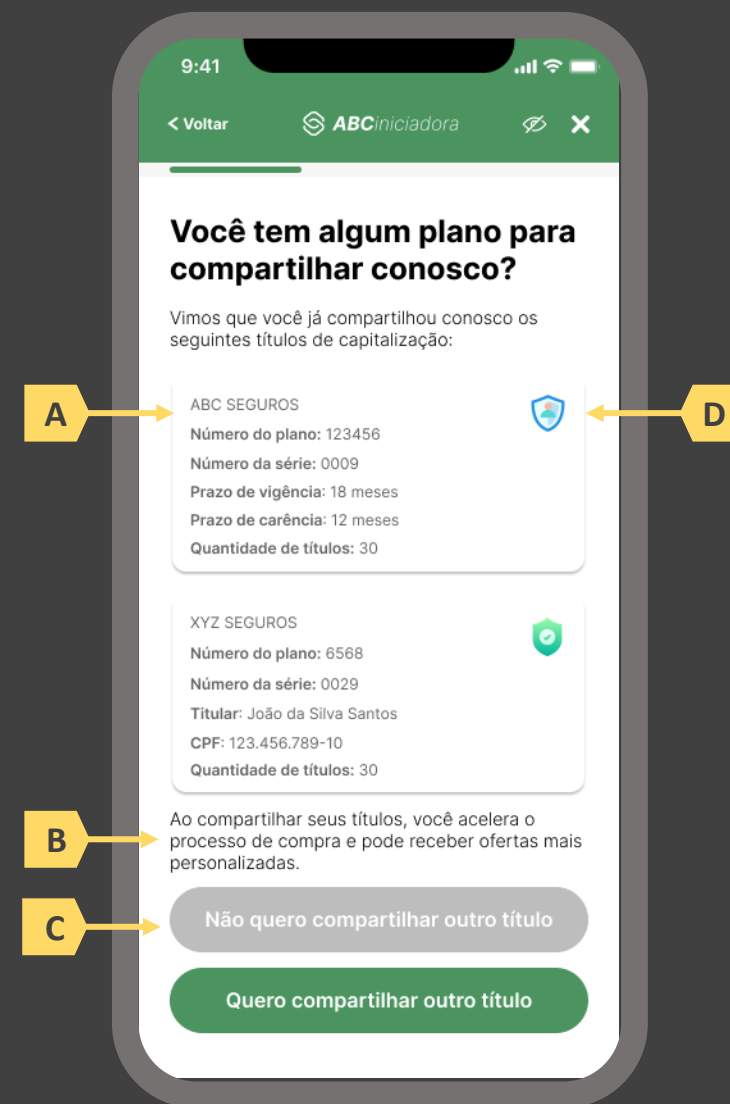 9:41
< Voltar
ABCiniciadora
Você tem algum plano para
compartilhar conosco?
Vimos que você já compartilhou conosco os
seguintes títulos de capitalização:
A
D
ABC SEGUROS
Número do plano: 123456
Número da série: 0009
Prazo de vigência: 18 meses
Prazo de carência: 12 meses
Quantidade de títulos: 30
XYZ SEGUROS
Número do plano: 6568
Número da série: 0029
Titular: João da Silva Santos
CPF: 123.456.789-10
Quantidade de títulos: 30
B
Ao compartilhar seus títulos, você acelera o
processo de compra e pode receber ofertas mais
personalizadas.
C
Não quero compartilhar outro título
Quero compartilhar outro título